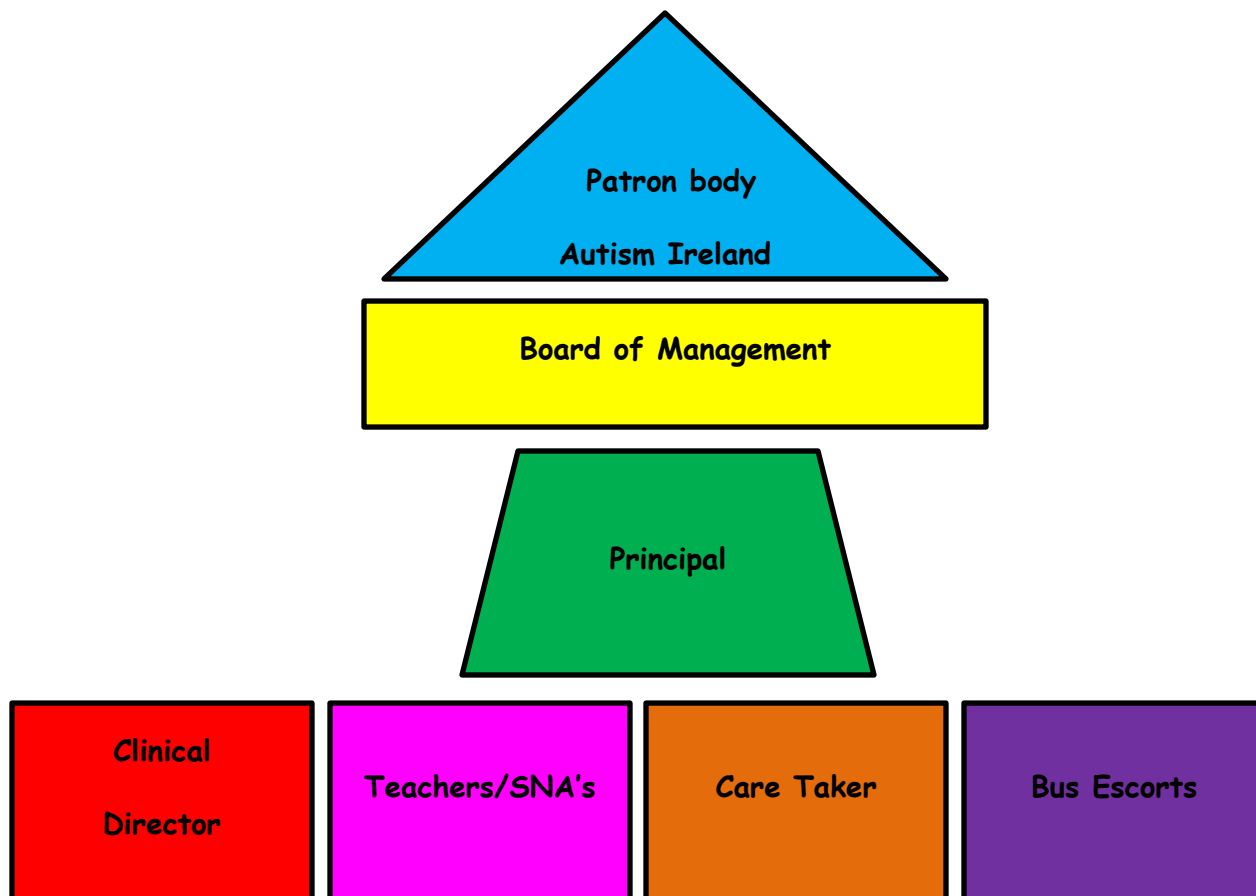 Patron body
Autism Ireland
Board of Management
Principal
Clinical
Director
Teachers/SNA’s
Care Taker
Bus Escorts